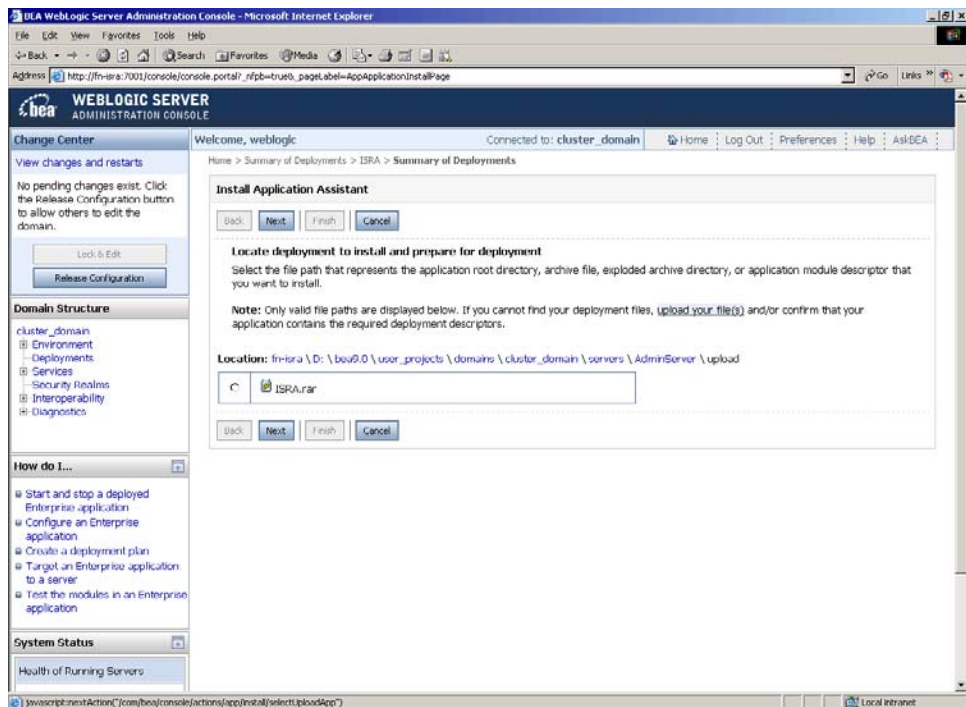 BEA WebLogic Server Administration Console - Microsoft Internet Explorer
File Edit View Favorites Tools Help
Back Search Favorites Media
Address http://fn-isra:7001/console/console.portal?_nfpb=true&_pageLabel=AppApplicationInstallPage Go Links »
bea WEBLOGIC SERVER
ADMINISTRATION CONSOLE
Change Center
View changes and restarts
No pending changes exist. Click
the Release Configuration button
to allow others to edit the
domain.
Lock & Edit
Release Configuration
Domain Structure
cluster_domain
Environment
Deployments
Services
Security Realms
Interoperability
Diagnostics
How do I...
Start and stop a deployed
Enterprise application
Configure an Enterprise
application
Create a deployment plan
Target an Enterprise application
to a server
Test the modules in an Enterprise
application
System Status
Health of Running Servers
Welcome, weblogic Connected to: cluster_domain Home Log Out Preferences Help AskBEA
Home > Summary of Deployments > ISRA > Summary of Deployments
Install Application Assistant
Back Next Finish Cancel
Locate deployment to install and prepare for deployment
Select the file path that represents the application root directory, archive file, exploded archive directory, or application module descriptor that
you want to install.
Note: Only valid file paths are displayed below. If you cannot find your deployment files, upload your file(s) and/or confirm that your
application contains the required deployment descriptors.
Location: fn-isra \ D: \ bea9.0 \ user_projects \ domains \ cluster_domain \ servers \ AdminServer \ upload
ISRA.rar
Back Next Finish Cancel
javascript:nextAction("/com/bea/console/actions/app/install/selectUploadApp") Local intranet